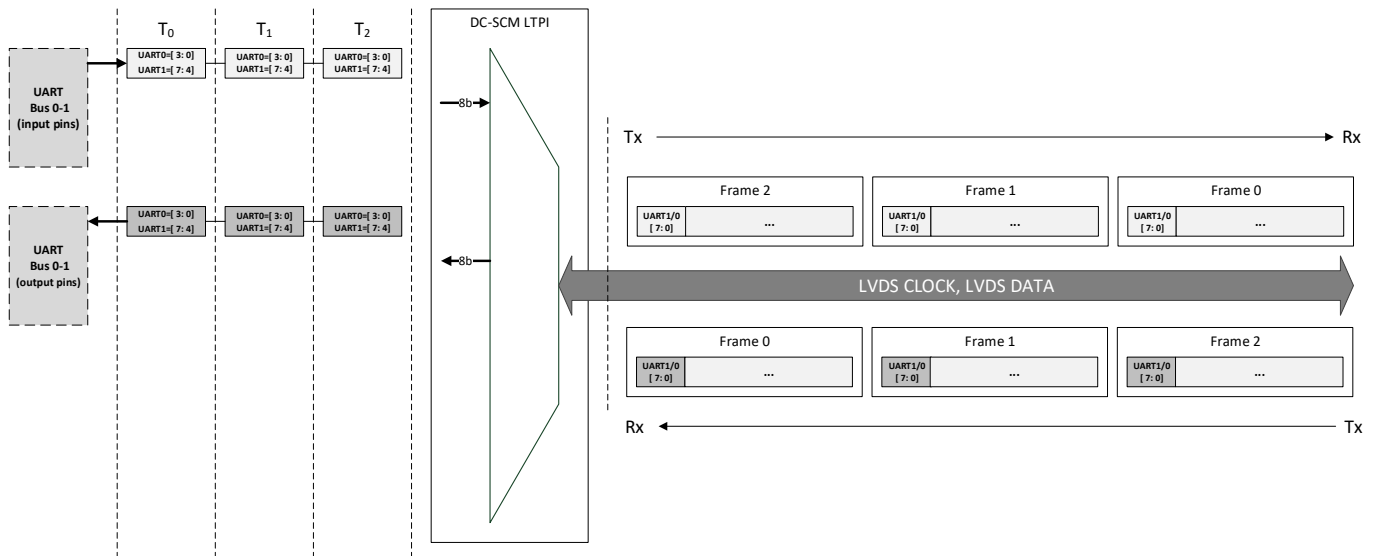 T0
T1
T2
DC-SCM LTPI
UART
Bus 0-1
(input pins)
UART0=[ 3: 0]
UART1=[ 7: 4]
UART0=[ 3: 0]
UART1=[ 7: 4]
UART0=[ 3: 0]
UART1=[ 7: 4]
8b
Tx
Rx
Frame 2
Frame 1
Frame 0
UART1/0
[ 7: 0]
...
UART1/0
[ 7: 0]
...
UART1/0
[ 7: 0]
...
UART
Bus 0-1
(output pins)
UART0=[ 3: 0]
UART1=[ 7: 4]
UART0=[ 3: 0]
UART1=[ 7: 4]
UART0=[ 3: 0]
UART1=[ 7: 4]
8b
LVDS CLOCK, LVDS DATA
Frame 0
Frame 1
Frame 2
UART1/0
[ 7: 0]
...
UART1/0
[ 7: 0]
...
UART1/0
[ 7: 0]
...
Rx
Tx